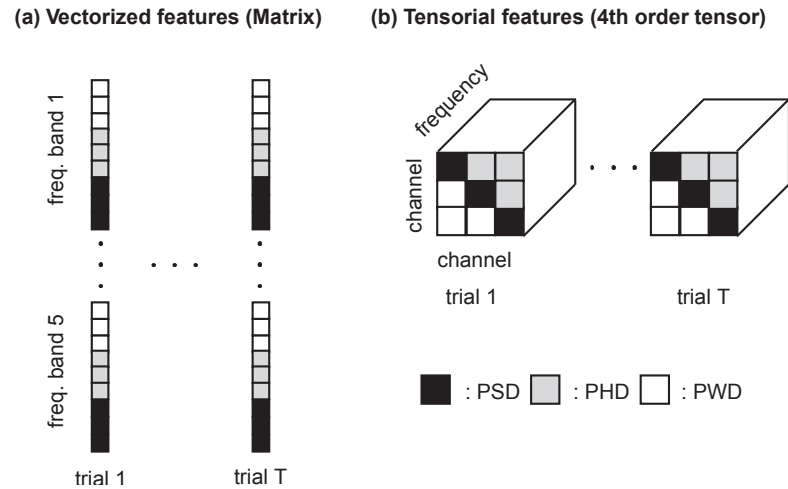 (a) Vectorized features (Matrix)
(b) Tensorial features (4th order tensor)
freq. band 1
freq. band 5
trial 1
trial T
frequency
channel
channel
trial 1
trial T
: PSD
: PHD
: PWD